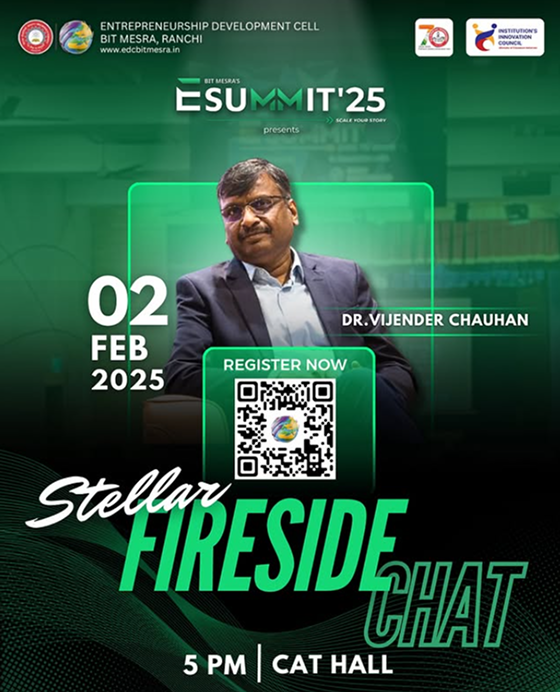 ENTREPRENEURSHIP DEVELOPMENT CELL
BIT MESRA, RANCHI
www.edcbitmesra.in
70
INSTITUTION'S
INNOVATION
COUNCIL
BIT MESRA'S
ESUMMIT'25
SCALE YOUR STORY
presents
02
FEB
2025
DR.VIJENDER CHAUHAN
REGISTER NOW
Stellar
FIRESIDE
CHAT
5 PM | CAT HALL